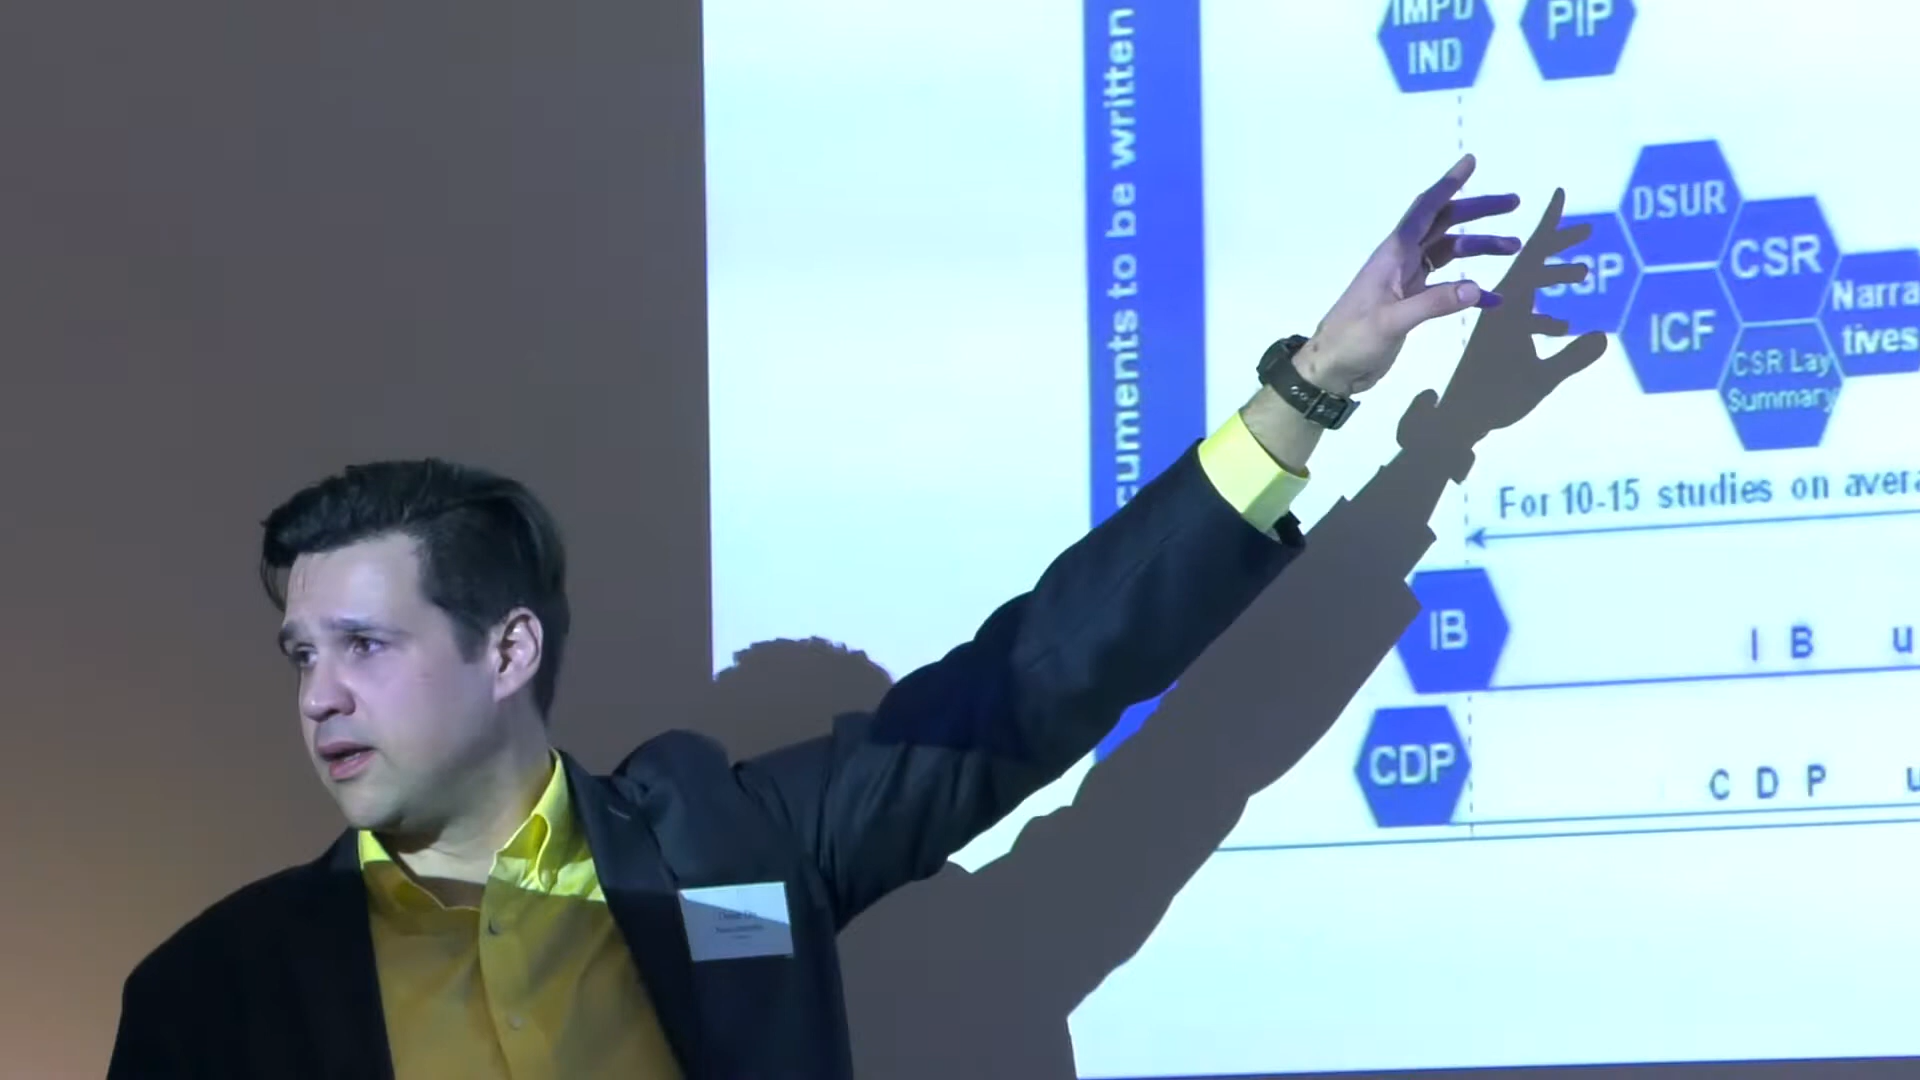 IMPD
IND
PIP
cuments to be written
DSUR
CSR
Narra
tives
ICF
CSR Lay
Summary
For 10-15 studies on avera
IB
I B u
CDP
C D P u